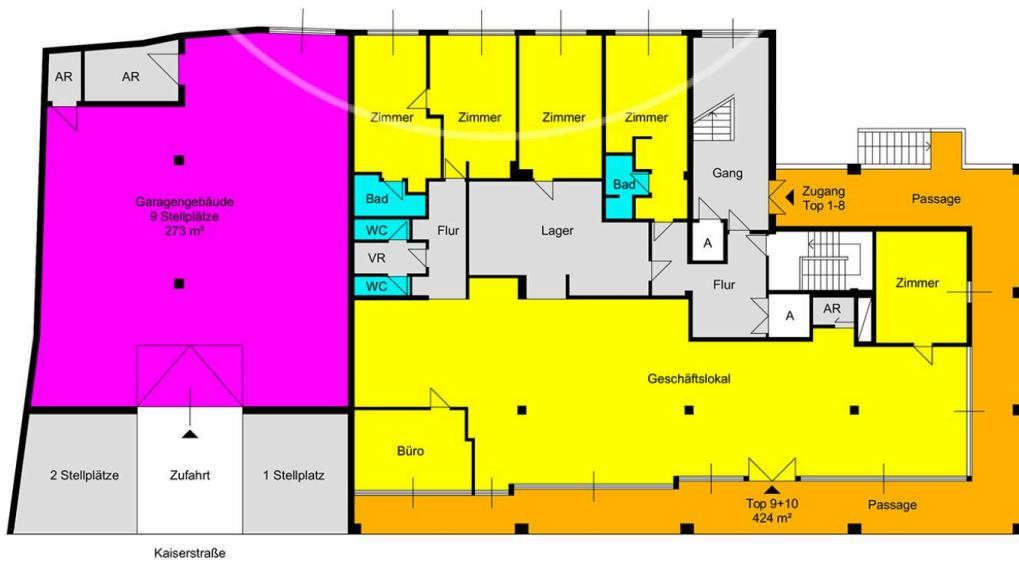 AR
AR
Zimmer
Zimmer
Zimmer
Zimmer
Garagengebäude
9 Stellplätze
273 m²
Bad
Bad
Gang
Zugang
Top 1-8
Passage
WC
Flur
Lager
VR
A
WC
Flur
Zimmer
A
AR
Geschäftslokal
Büro
2 Stellplätze
Zufahrt
1 Stellplatz
Top 9+10
424 m²
Passage
Kaiserstraße